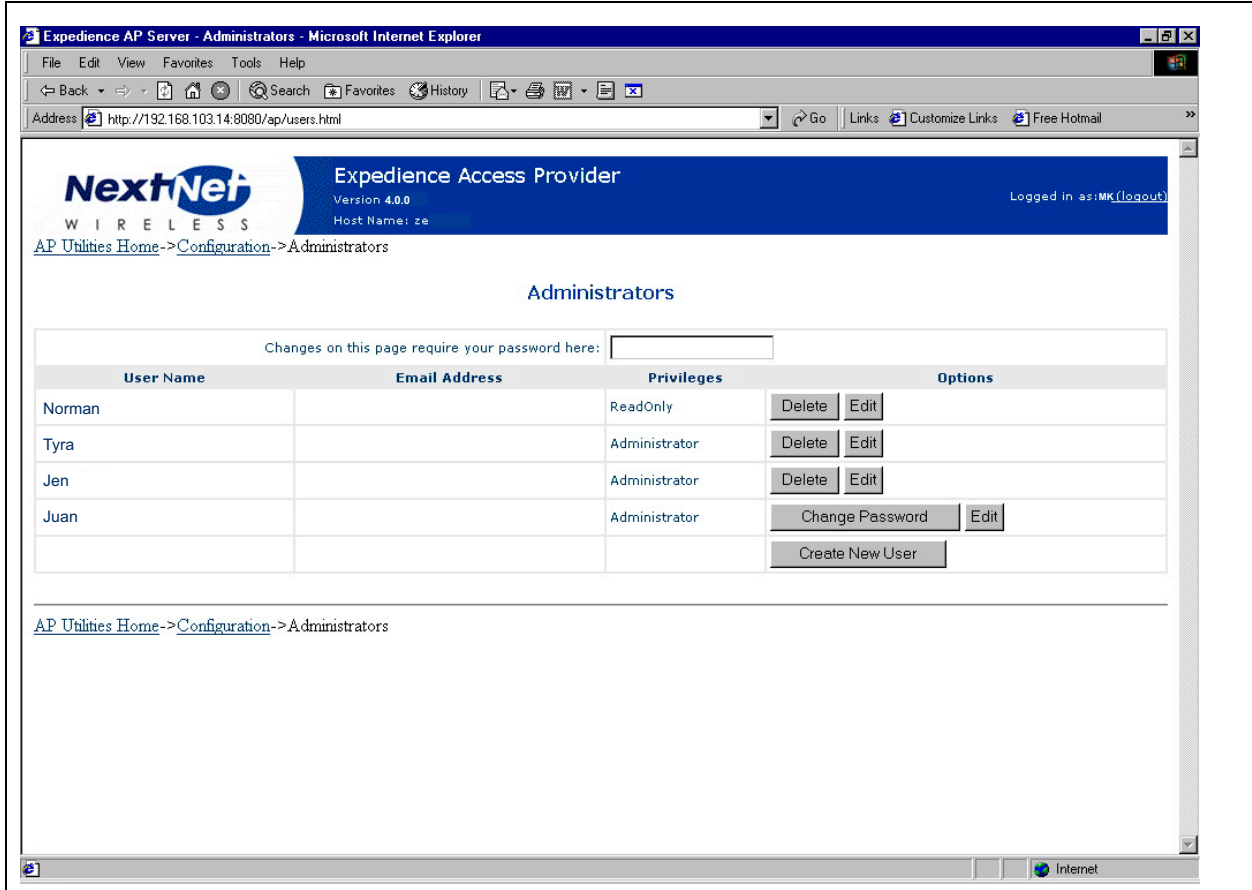 Expedience AP Server - Administrators - Microsoft Internet Explorer
File Edit View Favorites Tools Help
Back Search Favorites History
Address http://192.168.103.14:8080/ap/users.html Go Links Customize Links Free Hotmail »
NextNet
WIRELESS
Expedience Access Provider
Version 4.0.0
Host Name: ze
Logged in as:MK(logout)
AP Utilities Home->Configuration->Administrators
Administrators
Changes on this page require your password here:
User Name Email Address Privileges Options
Norman ReadOnly Delete Edit
Tyra Administrator Delete Edit
Jen Administrator Delete Edit
Juan Administrator Change Password Edit
Create New User
AP Utilities Home->Configuration->Administrators
Internet